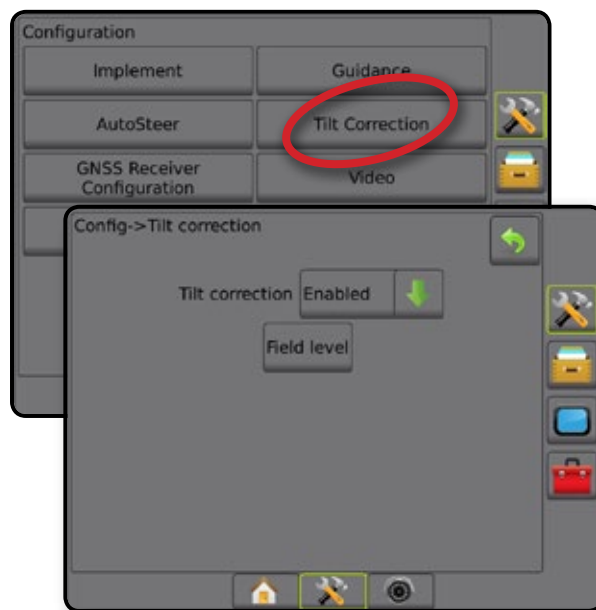 Configuration
Implement
Guidance
AutoSteer
Tilt Correction
GNSS Receiver
Configuration
Video
Config->Tilt correction
Tilt correction Enabled
Field level